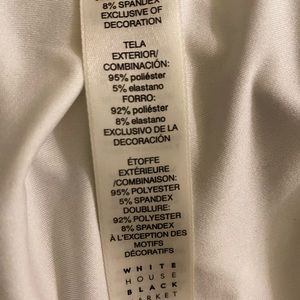 8% SPANDEX
EXCLUSIVE OF
DECORATION
TELA
EXTERIOR/
COMBINACIÓN:
95% poliéster
5% elastano
FORRO:
92% poliéster
8% elastano
EXCLUSIVO DE LA
DECORACIÓN
ÉTOFFE
EXTÉRIEURE
/COMBINAISON:
95% POLYESTER
5% SPANDEX
DOUBLURE:
92% POLYESTER
8% SPANDEX
À L'EXCEPTION DES
MOTIFS
DÉCORATIFS
WHITE
HOUSE
BLACK
MARKET